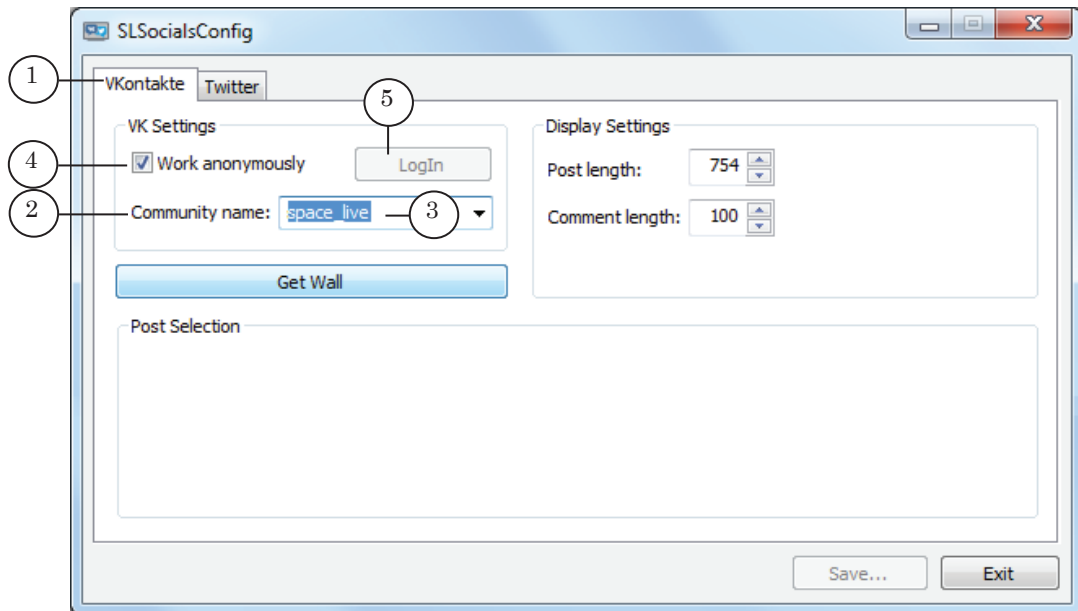 SLSocialsConfig
1
VKontakte Twitter
5
VK Settings
Display Settings
4
Work anonymously LogIn
Post length: 754
2
Community name: space_live 3
Comment length: 100
Get Wall
Post Selection
Save... Exit